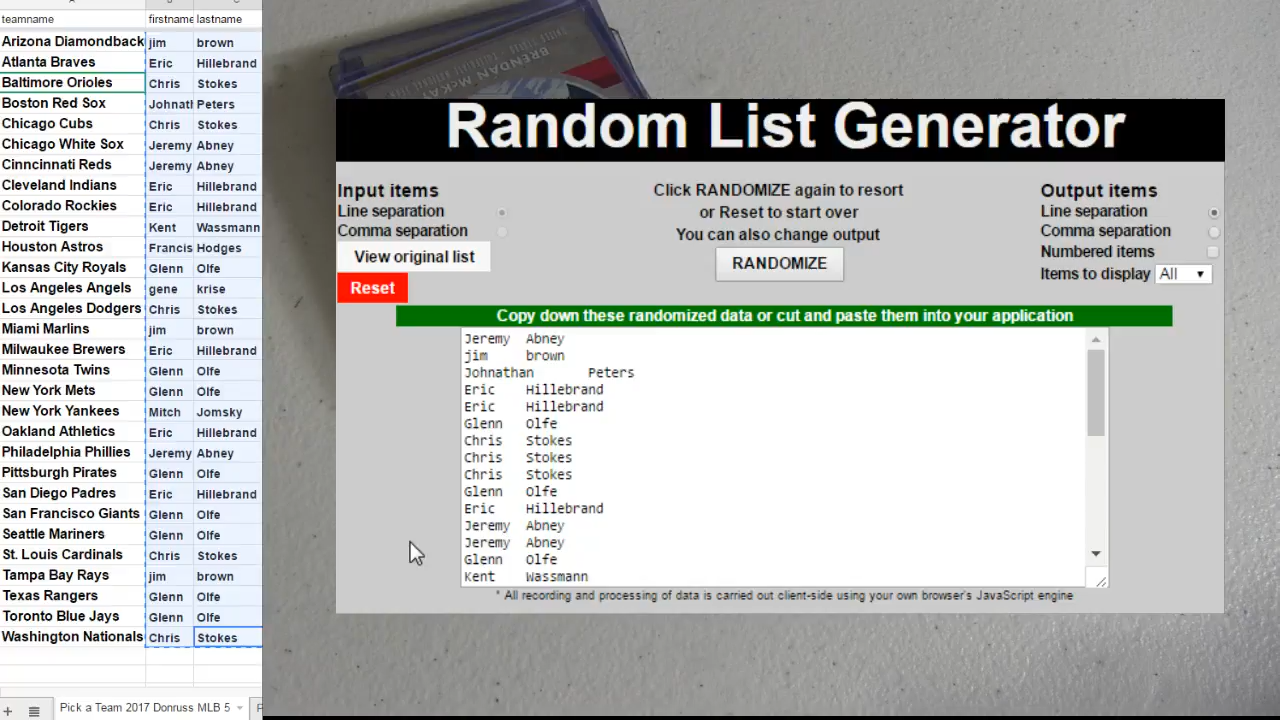 teamname firstname lastname
Arizona Diamondback jim brown
Atlanta Braves Eric Hillebrand
Baltimore Orioles Chris Stokes
Boston Red Sox Johnath Peters
Chicago Cubs Chris Stokes
Chicago White Sox Jeremy Abney
Cinncinnati Reds Jeremy Abney
Cleveland Indians Eric Hillebrand
Colorado Rockies Eric Hillebrand
Detroit Tigers Kent Wassmann
Houston Astros Francis Hodges
Kansas City Royals Glenn Olfe
Los Angeles Angels gene krise
Los Angeles Dodgers Chris Stokes
Miami Marlins jim brown
Milwaukee Brewers Eric Hillebrand
Minnesota Twins Glenn Olfe
New York Mets Glenn Olfe
New York Yankees Mitch Jomsky
Oakland Athletics Eric Hillebrand
Philadelphia Phillies Jeremy Abney
Pittsburgh Pirates Glenn Olfe
San Diego Padres Eric Hillebrand
San Francisco Giants Glenn Olfe
Seattle Mariners Glenn Olfe
St. Louis Cardinals Chris Stokes
Tampa Bay Rays jim brown
Texas Rangers Glenn Olfe
Toronto Blue Jays Glenn Olfe
Washington Nationals Chris Stokes
Pick a Team 2017 Donruss MLB 5
BRENDAN MCKAY
Random List Generator
Input items
Line separation
Comma separation
View original list
Reset
Click RANDOMIZE again to resort
or Reset to start over
You can also change output
RANDOMIZE
Output items
Line separation
Comma separation
Numbered items
Items to display All
Copy down these randomized data or cut and paste them into your application
Jeremy Abney
jim brown
Johnathan Peters
Eric Hillebrand
Eric Hillebrand
Glenn Olfe
Chris Stokes
Chris Stokes
Chris Stokes
Glenn Olfe
Eric Hillebrand
Jeremy Abney
Jeremy Abney
Glenn Olfe
Kent Wassmann
* All recording and processing of data is carried out client-side using your own browser's JavaScript engine